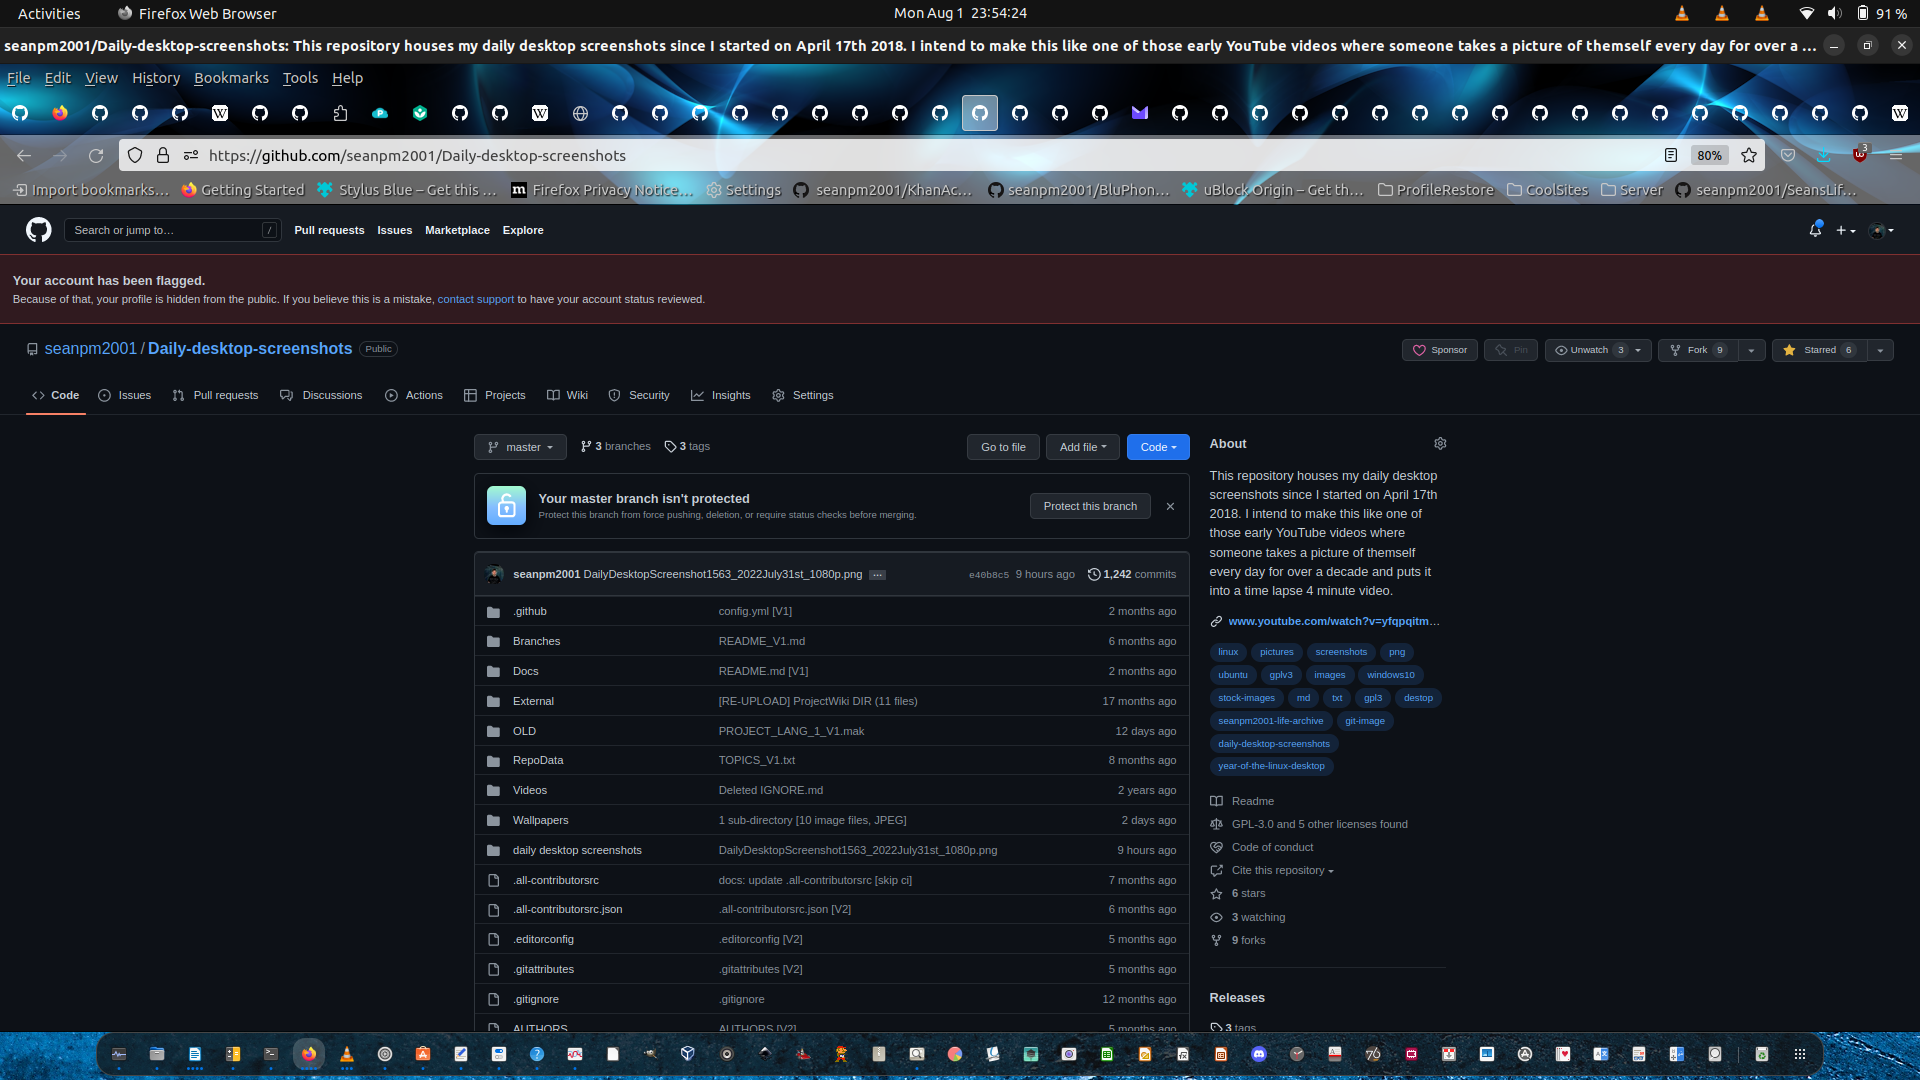 Activities
Firefox Web Browser
Mon Aug 1 23:54:24
91 %
seanpm2001/Daily-desktop-screenshots: This repository houses my daily desktop screenshots since I started on April 17th 2018. I intend to make this like one of those early YouTube videos where someone takes a picture of themself every day for over a ...
File Edit View History Bookmarks Tools Help
https://github.com/seanpm2001/Daily-desktop-screenshots
80%
3
Import bookmarks...
Getting Started
Stylus Blue – Get this ...
Firefox Privacy Notice...
Settings
seanpm2001/KhanAc...
seanpm2001/BluPhon...
uBlock Origin – Get th...
ProfileRestore
CoolSites
Server
seanpm2001/SeansLif...
Search or jump to...
/
Pull requests
Issues
Marketplace
Explore
Your account has been flagged.
Because of that, your profile is hidden from the public. If you believe this is a mistake, contact support to have your account status reviewed.
seanpm2001 / Daily-desktop-screenshots
Public
Sponsor
Pin
Unwatch 3
Fork 9
Starred 6
Code
Issues
Pull requests
Discussions
Actions
Projects
Wiki
Security
Insights
Settings
master
3 branches
3 tags
Go to file
Add file
Code
Your master branch isn't protected
Protect this branch from force pushing, deletion, or require status checks before merging.
Protect this branch
seanpm2001 DailyDesktopScreenshot1563_2022July31st_1080p.png
...
e40b8c5 9 hours ago
1,242 commits
.github config.yml [V1] 2 months ago
Branches README_V1.md 6 months ago
Docs README.md [V1] 2 months ago
External [RE-UPLOAD] ProjectWiki DIR (11 files) 17 months ago
OLD PROJECT_LANG_1_V1.mak 12 days ago
RepoData TOPICS_V1.txt 8 months ago
Videos Deleted IGNORE.md 2 years ago
Wallpapers 1 sub-directory [10 image files, JPEG] 2 days ago
daily desktop screenshots DailyDesktopScreenshot1563_2022July31st_1080p.png 9 hours ago
.all-contributorsrc docs: update .all-contributorsrc [skip ci] 7 months ago
.all-contributorsrc.json .all-contributorsrc.json [V2] 6 months ago
.editorconfig .editorconfig [V2] 5 months ago
.gitattributes .gitattributes [V2] 5 months ago
.gitignore .gitignore 12 months ago
AUTHORS AUTHORS [V2] 5 months ago
About
This repository houses my daily desktop
screenshots since I started on April 17th
2018. I intend to make this like one of
those early YouTube videos where
someone takes a picture of themself
every day for over a decade and puts it
into a time lapse 4 minute video.
www.youtube.com/watch?v=yfqpqitm...
linux pictures screenshots png
ubuntu gplv3 images windows10
stock-images md txt gpl3 destop
seanpm2001-life-archive git-image
daily-desktop-screenshots
year-of-the-linux-desktop
Readme
GPL-3.0 and 5 other licenses found
Code of conduct
Cite this repository
6 stars
3 watching
9 forks
Releases
3 tags